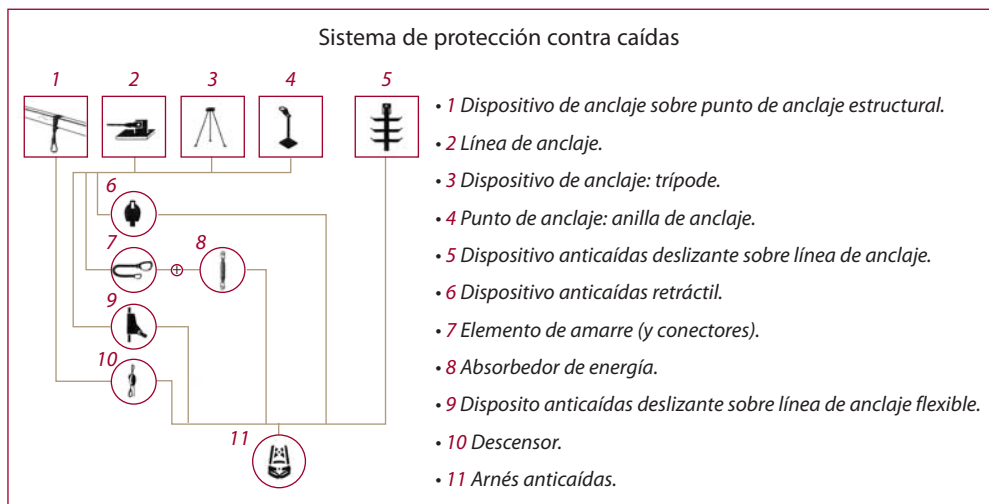 Sistema de protección contra caídas
1 2 3 4 5
6
7 8
9
10
11
• 1 Dispositivo de anclaje sobre punto de anclaje estructural.
• 2 Línea de anclaje.
• 3 Dispositivo de anclaje: trípode.
• 4 Punto de anclaje: anilla de anclaje.
• 5 Dispositivo anticaídas deslizante sobre línea de anclaje.
• 6 Dispositivo anticaídas retráctil.
• 7 Elemento de amarre (y conectores).
• 8 Absorbedor de energía.
• 9 Disposito anticaídas deslizante sobre línea de anclaje flexible.
• 10 Descensor.
• 11 Arnés anticaídas.